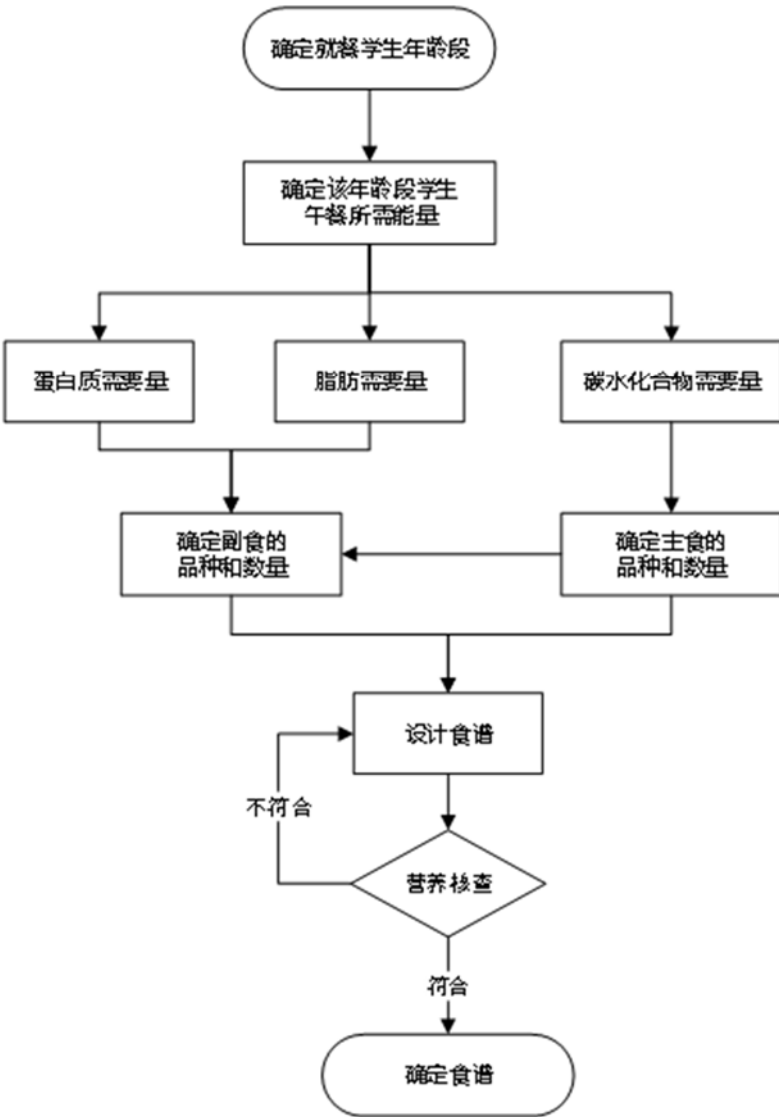 确定就餐学生年龄段
确定该年龄段学生
午餐所需能量
蛋白质需要量
脂肪需要量
碳水化合物需要量
确定副食的
品种和数量
确定主食的
品种和数量
设计食谱
不符合
营养核查
符合
确定食谱